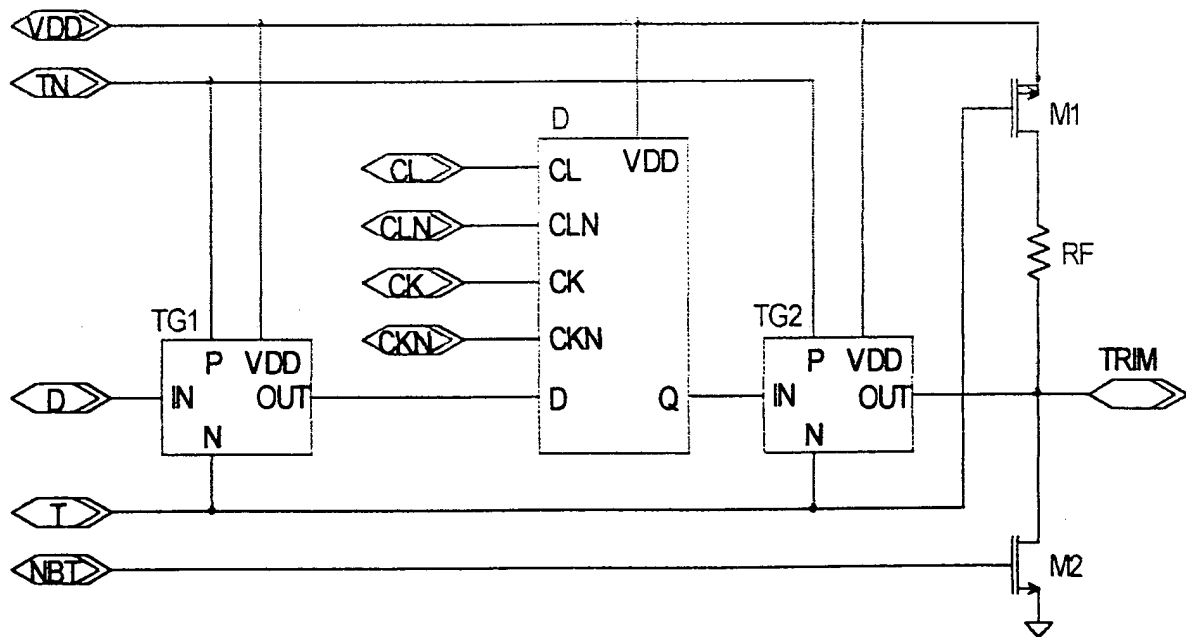 VDD
TN
D
M1
CL
CL
VDD
CLN
CLN
RF
CK
CK
TG1
TG2
CKN
CKN
P
VDD
P
VDD
TRIM
D
IN
OUT
D
Q
IN
OUT
N
N
T
NBT
M2